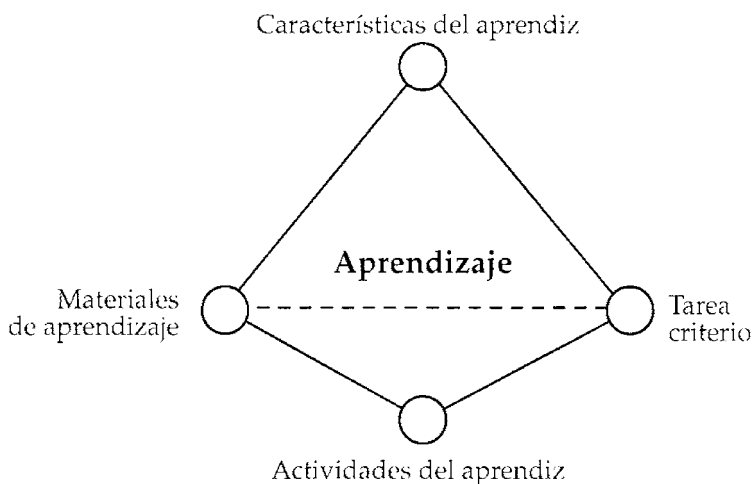 Características del aprendiz
Aprendizaje
Materiales
de aprendizaje
Tarea
criterio
Actividades del aprendiz